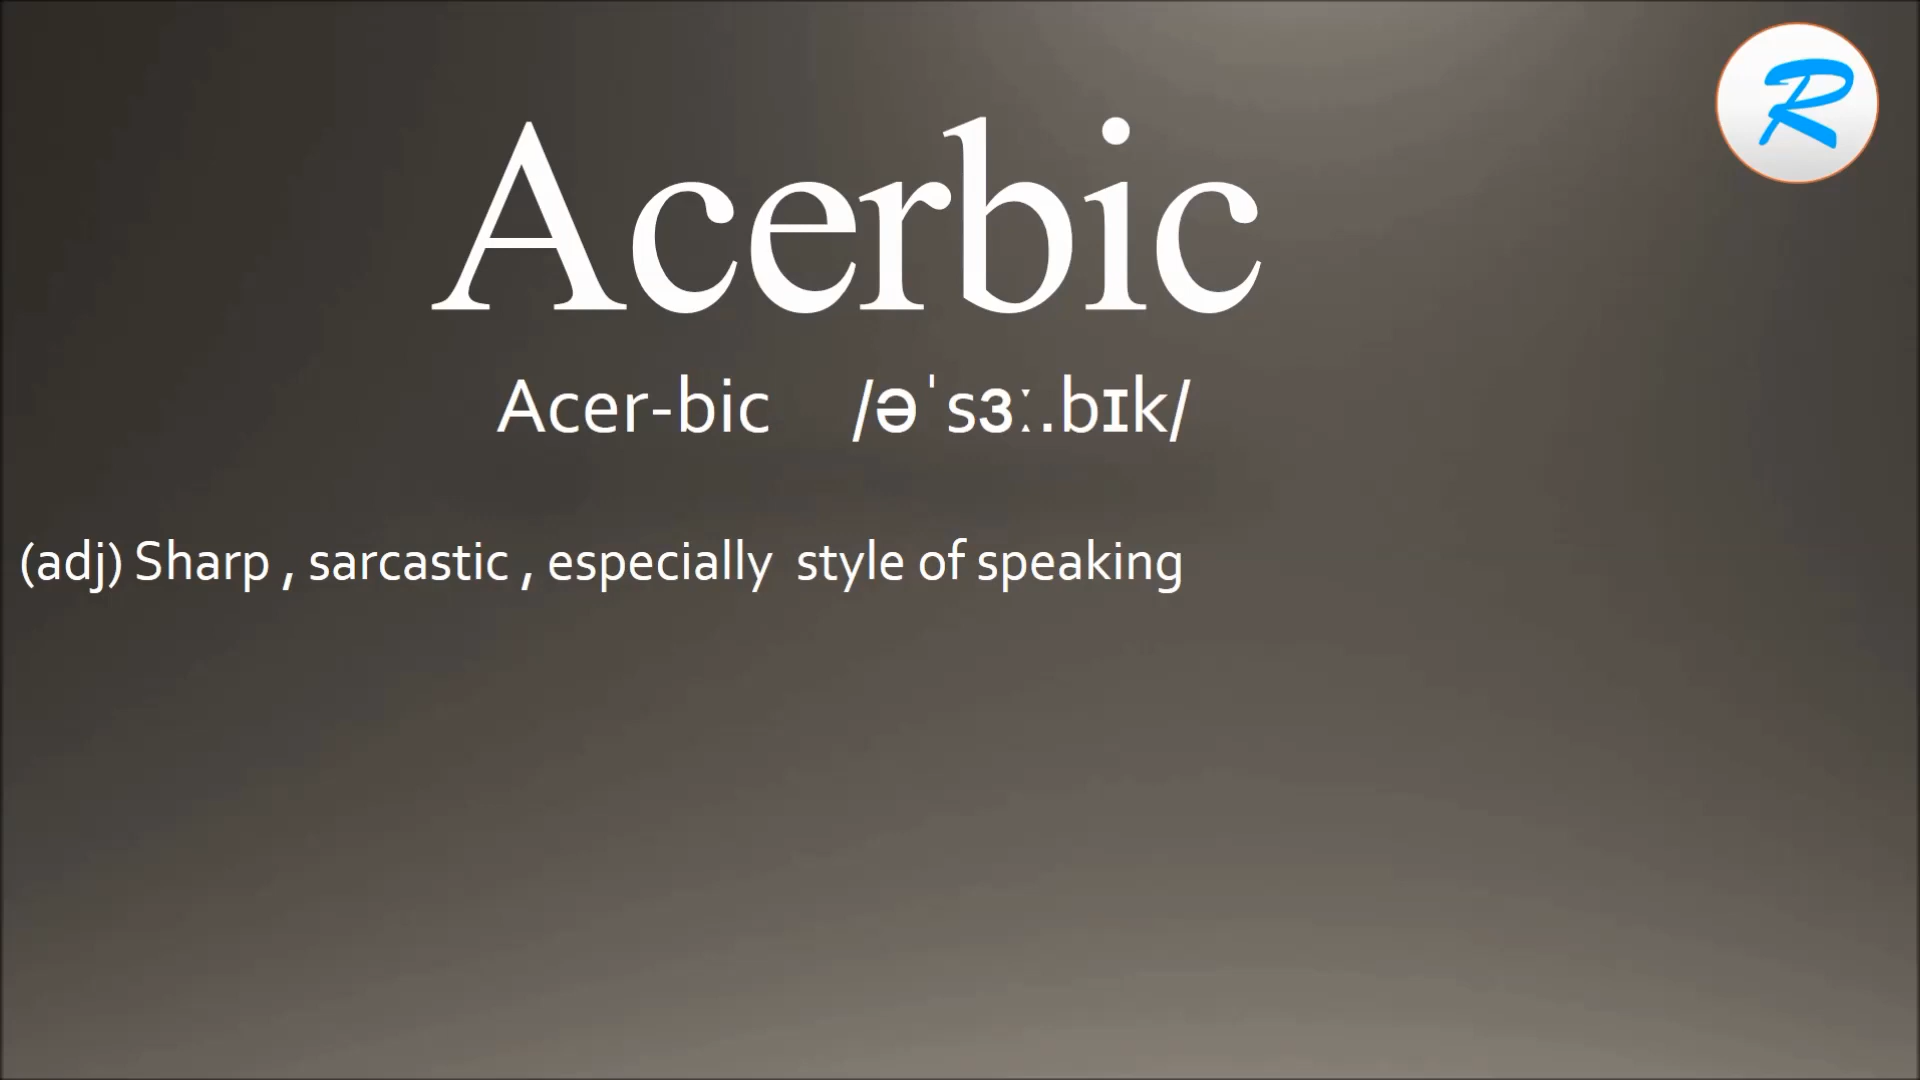 R
Acerbic
Acer-bic /əˈsɜː.bɪk/
(adj) Sharp , sarcastic , especially style of speaking